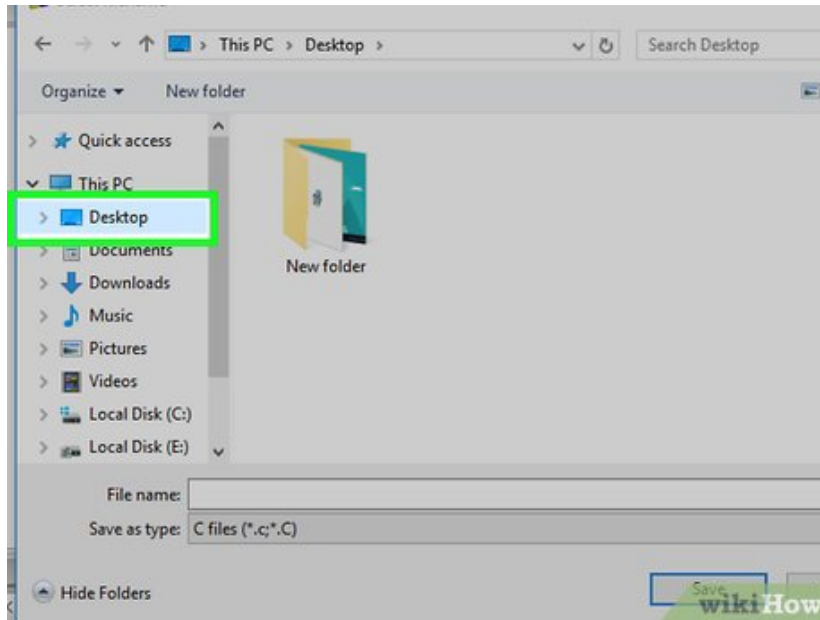 This PC > Desktop >
Search Desktop
Organize
New folder
Quick access
This PC
Desktop
Documents
Downloads
Music
Pictures
Videos
Local Disk (C:)
Local Disk (E:)
New folder
File name:
Save as type: C files (*.c;*.C)
Hide Folders
Save
wikiHow